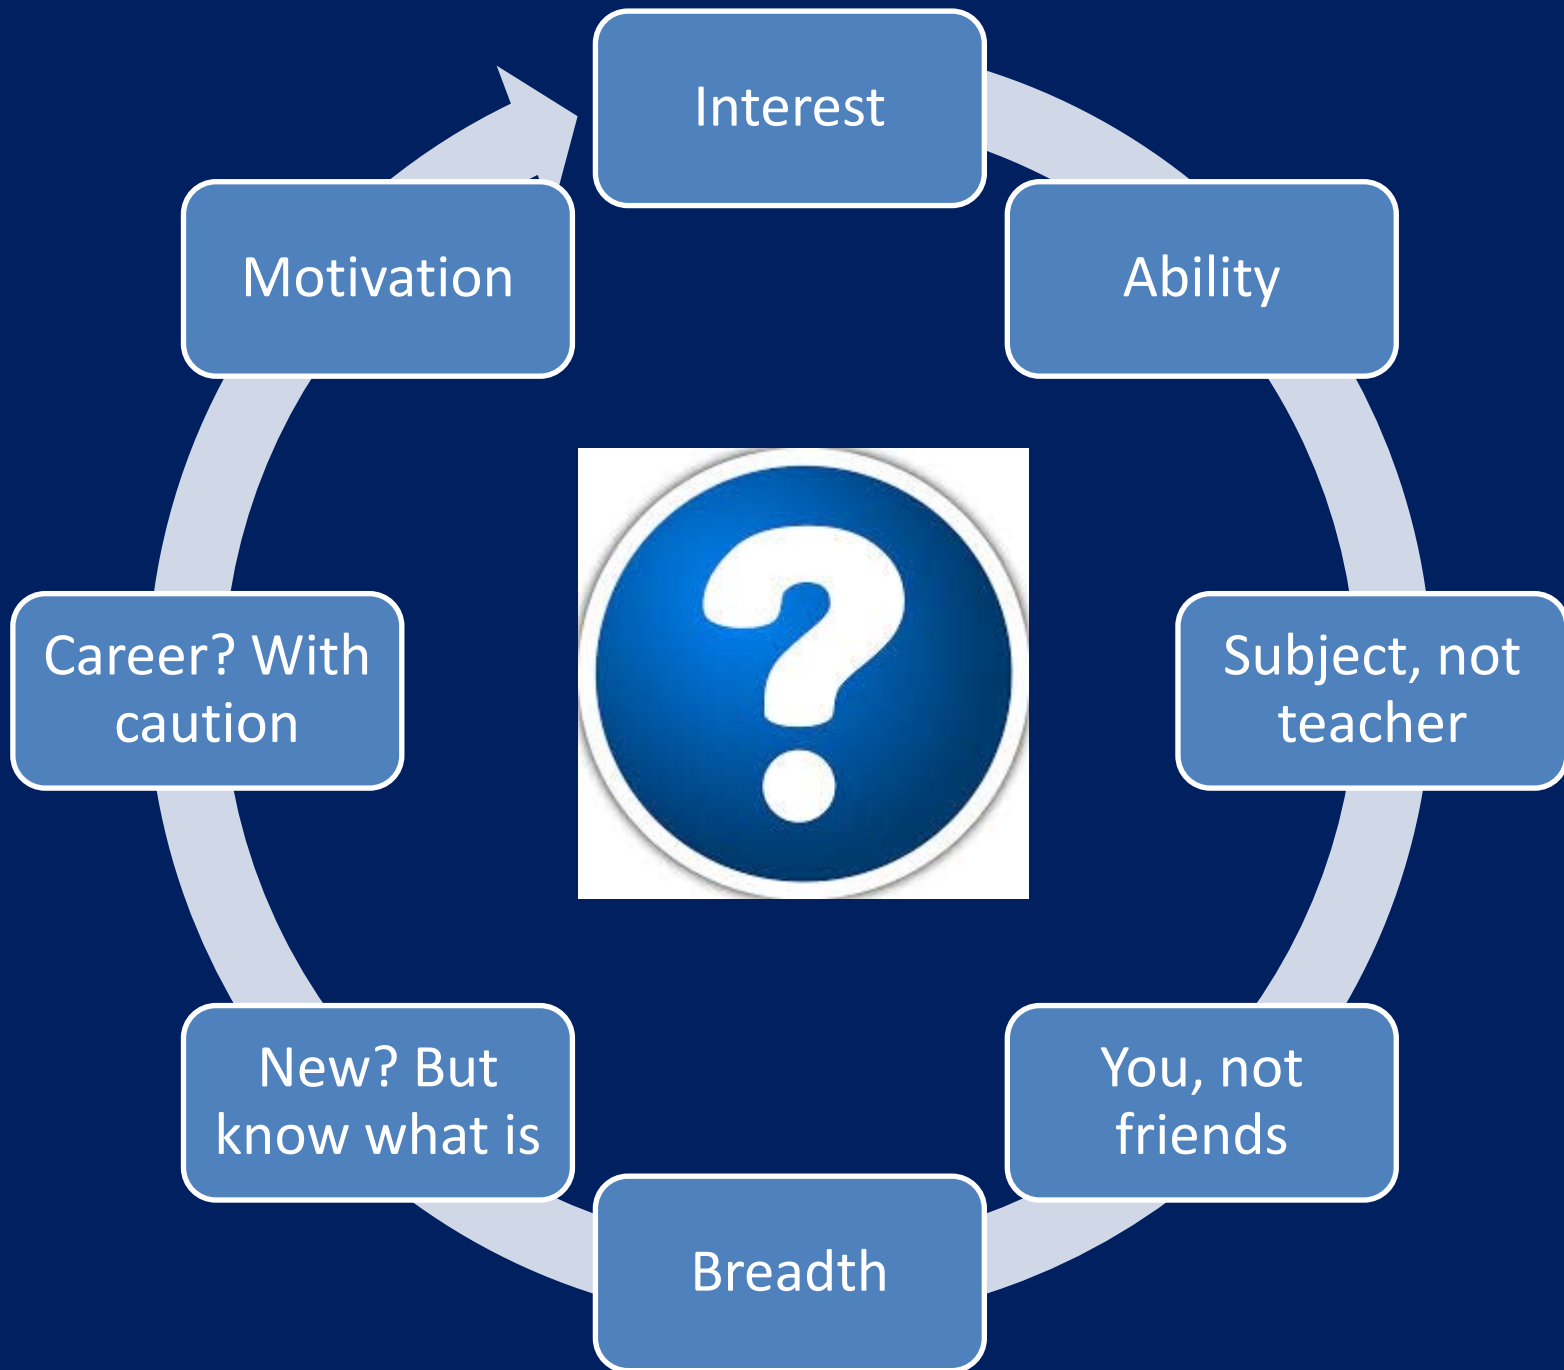 Interest
Ability
Subject, not
teacher
You, not
friends
Breadth
New? But
know what is
Career? With
caution
Motivation
?